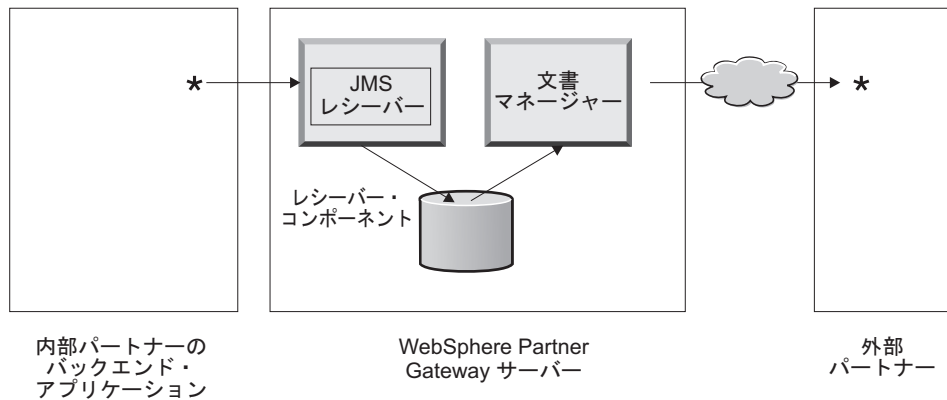 *
JMS
レシーバー
文書
マネージャー
*
レシーバー・
コンポーネント
内部パートナーの
バックエンド・
アプリケーション
WebSphere Partner
Gateway サーバー
外部
パートナー